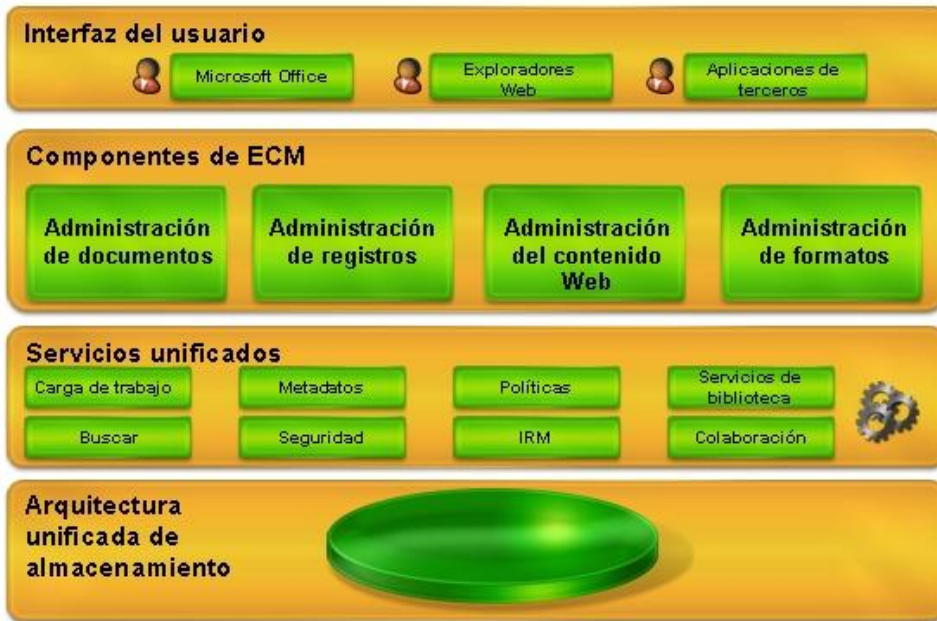 Interfaz del usuario
Microsoft Office
Exploradores
Web
Aplicaciones de
terceros
Componentes de ECM
Administración
de documentos
Administración
de registros
Administración
del contenido
Web
Administración
de formatos
Servicios unificados
Carga de trabajo
Metadatos
Políticas
Servicios de
biblioteca
Buscar
Seguridad
IRM
Colaboración
Arquitectura
unificada de
almacenamiento